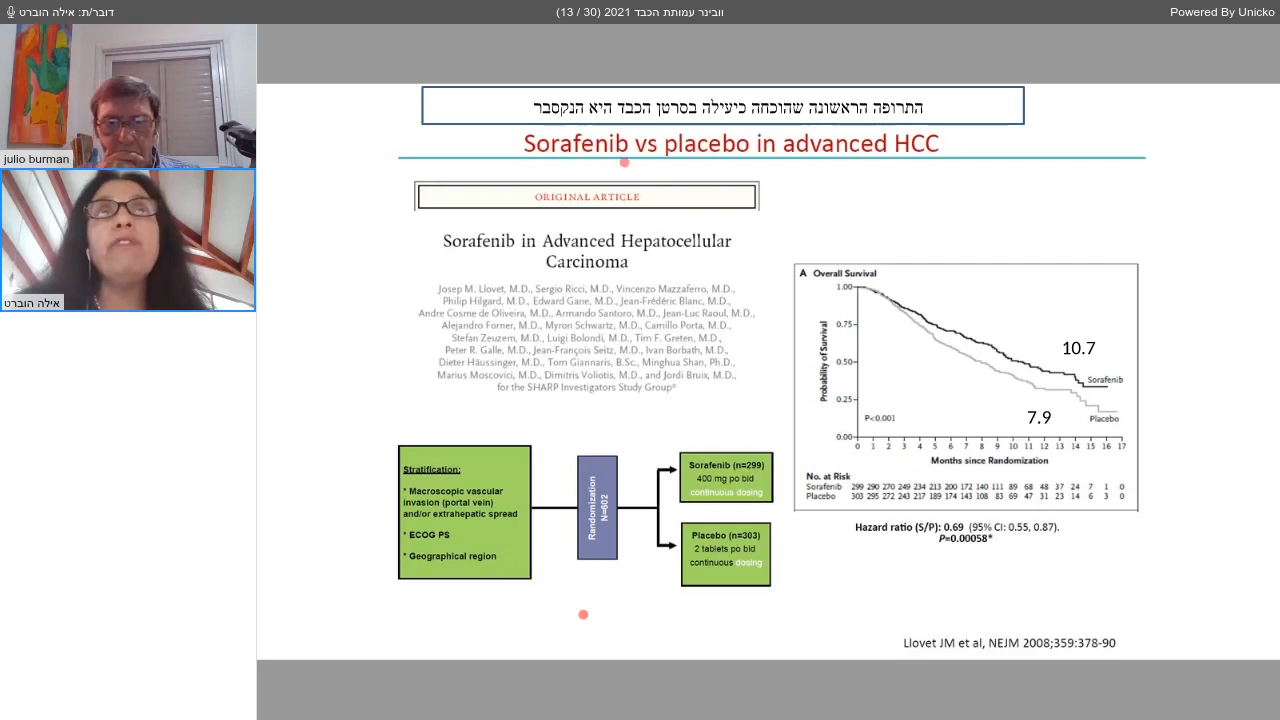 דובר/ת: אילה הוברט
וובינר עמותת הכבד 2021 (30 / 13)
Powered By Unicko
julio burman
אילה הוברט
התרופה הראשונה שהוכחה כיעילה בסרטן הכבד היא הנקסבר
Sorafenib vs placebo in advanced HCC
ORIGINAL ARTICLE
Sorafenib in Advanced Hepatocellular
Carcinoma
Josep M. Llovet, M.D., Sergio Ricci, M.D., Vincenzo Mazzaferro, M.D.,
Philip Hilgard, M.D., Edward Gane, M.D., Jean-Frédéric Blanc, M.D.,
Andre Cosme de Oliveira, M.D., Armando Santoro, M.D., Jean-Luc Raoul, M.D.,
Alejandro Forner, M.D., Myron Schwartz, M.D., Camillo Porta, M.D.,
Stefan Zeuzem, M.D., Luigi Bolondi, M.D., Tim F. Greten, M.D.,
Peter R. Galle, M.D., Jean-François Seitz, M.D., Ivan Borbath, M.D.,
Dieter Häussinger, M.D., Tom Giannaris, B.Sc., Minghua Shan, Ph.D.,
Marius Moscovici, M.D., Dimitris Voliotis, M.D., and Jordi Bruix, M.D.,
for the SHARP Investigators Study Group*
Stratification:
* Macroscopic vascular
invasion (portal vein)
and/or extrahepatic spread
* ECOG PS
* Geographical region
Randomization
N=602
Sorafenib (n=299)
400 mg po bid
continuous dosing
Placebo (n=303)
2 tablets po bid
continuous dosing
A Overall Survival
Probability of Survival
1.00
0.75
0.50
0.25
0.00
10.7
Sorafenib
7.9
Placebo
P<0.001
0 1 2 3 4 5 6 7 8 9 10 11 12 13 14 15 16 17
Months since Randomization
No. at Risk
Sorafenib 299 290 270 249 234 213 200 172 140 111 89 68 48 37 24 7 1 0
Placebo 303 295 272 243 217 189 174 143 108 83 69 47 31 23 14 6 3 0
Hazard ratio (S/P): 0.69 (95% CI: 0.55, 0.87).
P=0.00058*
Llovet JM et al, NEJM 2008;359:378-90